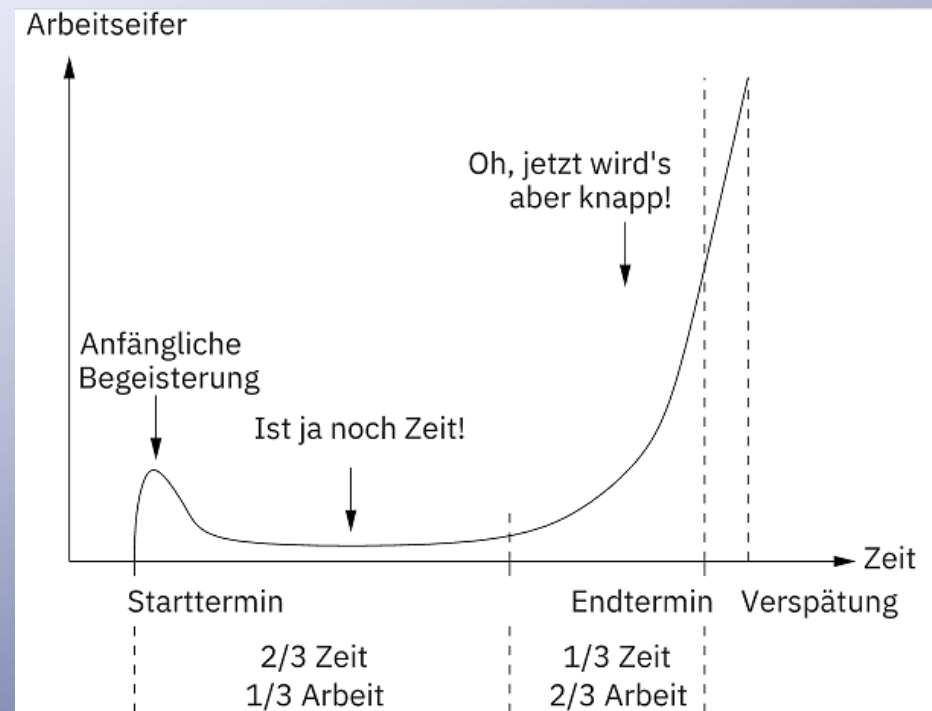 Arbeitseifer
Oh, jetzt wird's
aber knapp!
Anfängliche
Begeisterung
Ist ja noch Zeit!
Zeit
Starttermin
Endtermin
Verspätung
2/3 Zeit
1/3 Arbeit
1/3 Zeit
2/3 Arbeit